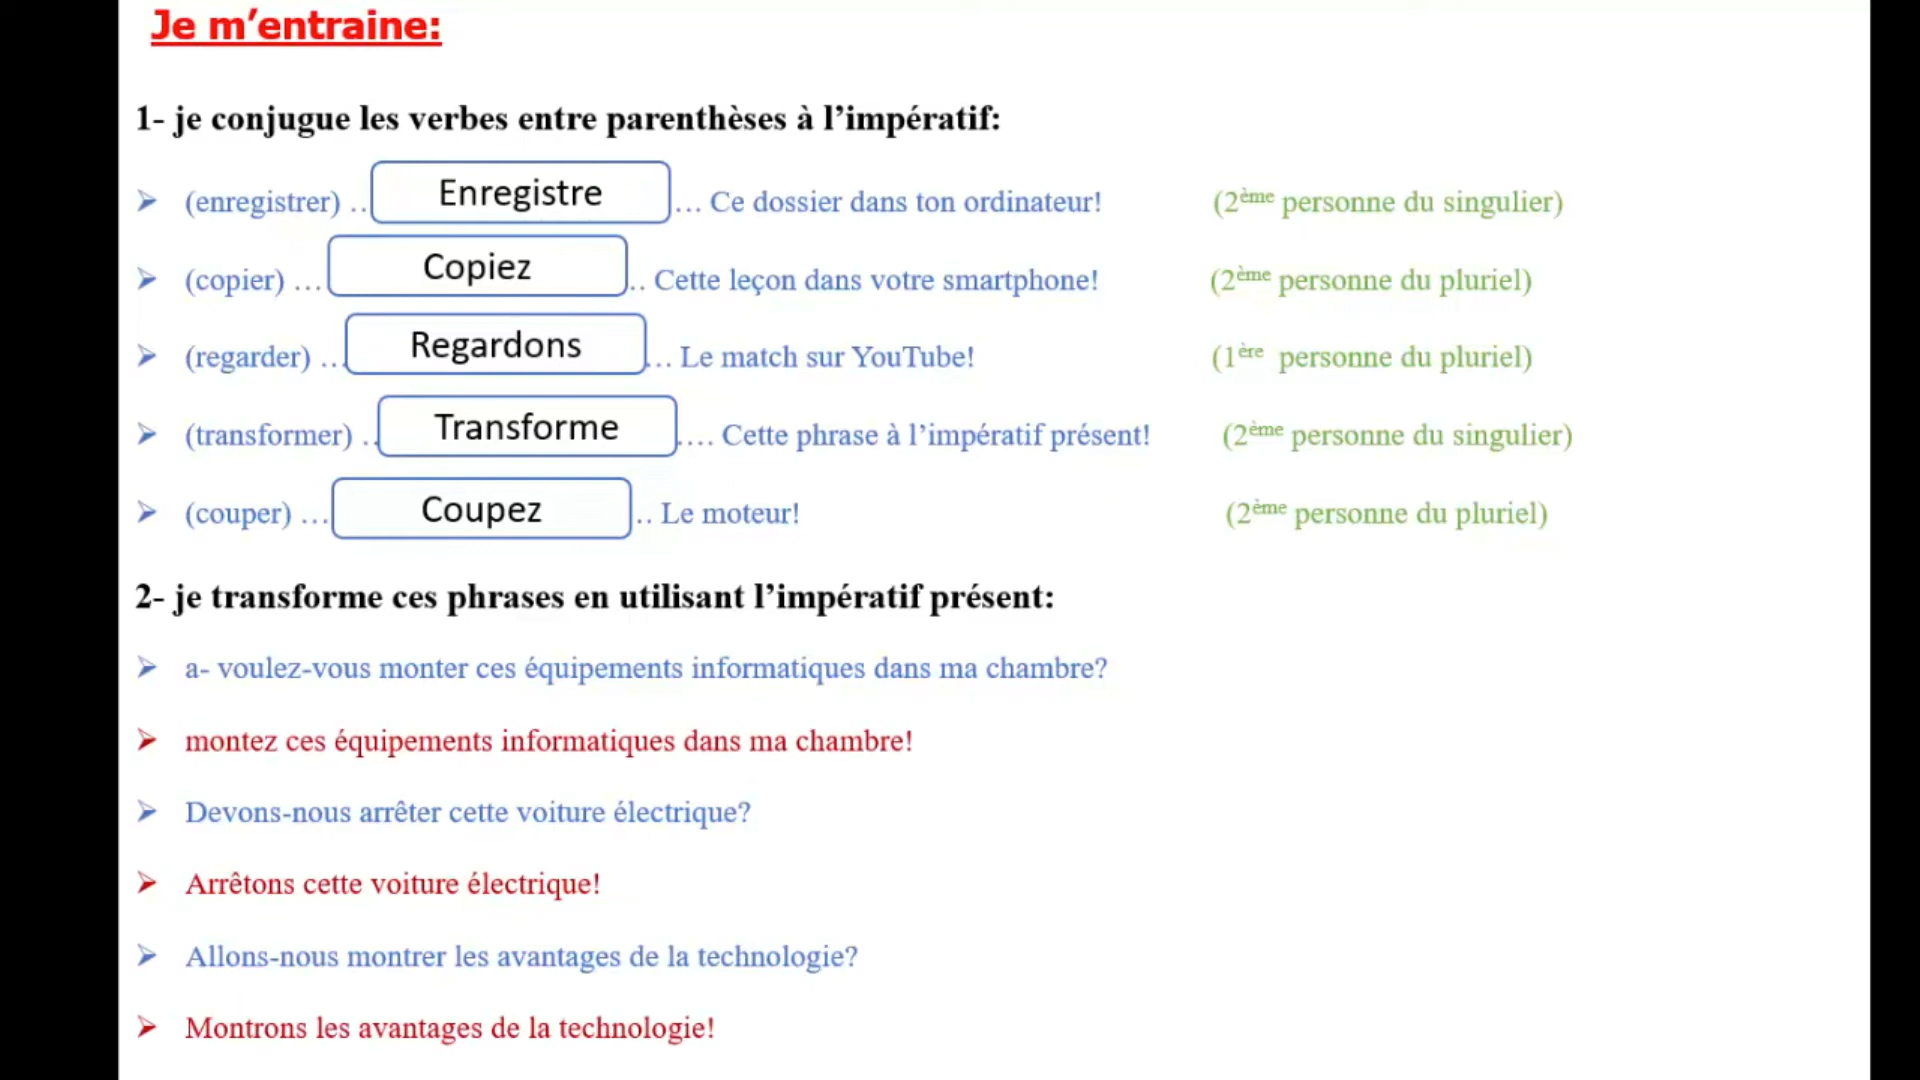 Je m’entraine:
1- je conjugue les verbes entre parenthèses à l’impératif:
(enregistrer) .. Enregistre ... Ce dossier dans ton ordinateur! (2ème personne du singulier)
(copier) ... Copiez .. Cette leçon dans votre smartphone! (2ème personne du pluriel)
(regarder) ... Regardons ... Le match sur YouTube! (1ère personne du pluriel)
(transformer) .. Transforme .... Cette phrase à l’impératif présent! (2ème personne du singulier)
(couper) ... Coupez .. Le moteur! (2ème personne du pluriel)
2- je transforme ces phrases en utilisant l’impératif présent:
a- voulez-vous monter ces équipements informatiques dans ma chambre?
montez ces équipements informatiques dans ma chambre!
Devons-nous arrêter cette voiture électrique?
Arrêtons cette voiture électrique!
Allons-nous montrer les avantages de la technologie?
Montrons les avantages de la technologie!